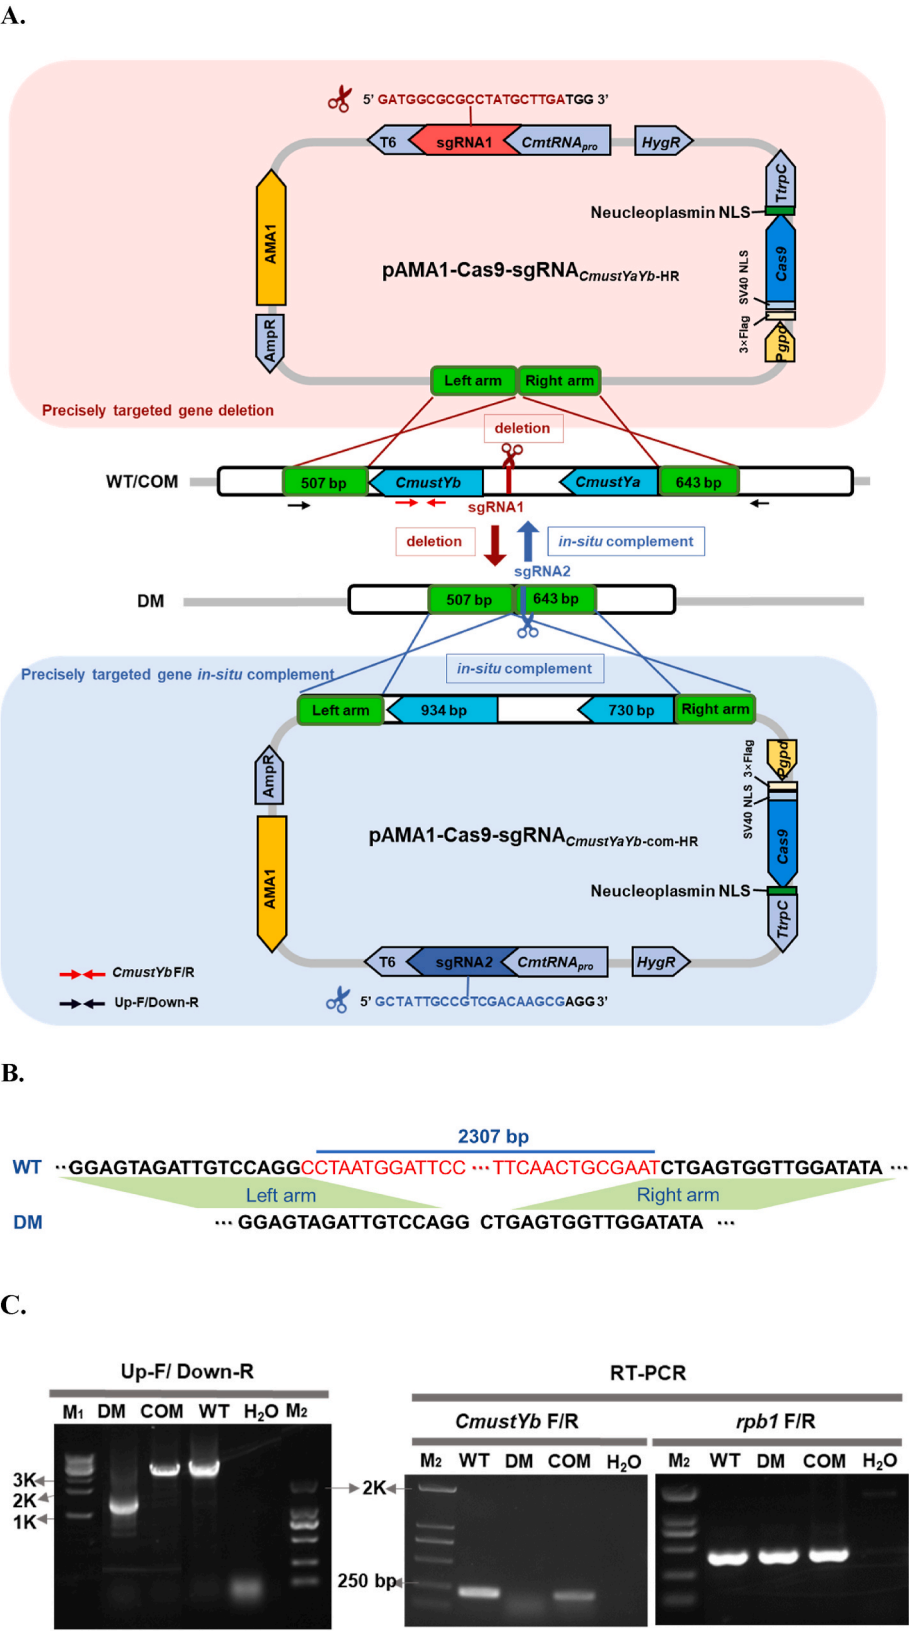 A.
5' GATGGCGCGCCTATGCTTGATGG 3'
T6 sgRNA1 CmtRNApro HygR
TtrpC
Neucleoplasmin NLS
AMA1
Cas9
pAMA1-Cas9-sgRNACmustYaYb-HR
SV40 NLS
3×Flag
AmpR
Pgpd
Left arm Right arm
Precisely targeted gene deletion
deletion
WT/COM 507 bp CmustYb CmustYa 643 bp
sgRNA1
deletion in-situ complement
sgRNA2
DM 507 bp 643 bp
in-situ complement
Precisely targeted gene in-situ complement
Left arm 934 bp 730 bp Right arm
AmpR
Pgpd
3×Flag
SV40 NLS
pAMA1-Cas9-sgRNACmustYaYb-com-HR
Cas9
AMA1
Neucleoplasmin NLS
TtrpC
T6 sgRNA2 CmtRNApro HygR
CmustYb F/R
Up-F/Down-R
5' GCTATTGCCGTCGACAAGCGAGG 3'
B.
2307 bp
WT ··GGAGTAGATTGTCCAGGCCTAATGGATTCC ···TTCAACTGCGAATCTGAGTGGTTGGATATA ···
Left arm Right arm
DM ··· GGAGTAGATTGTCCAGG CTGAGTGGTTGGATATA ···
C.
Up-F/ Down-R RT-PCR
CmustYb F/R rpb1 F/R
M1 DM COM WT H2O M2
M2 WT DM COM H2O M2 WT DM COM H2O
3K
2K
1K
2K
250 bp